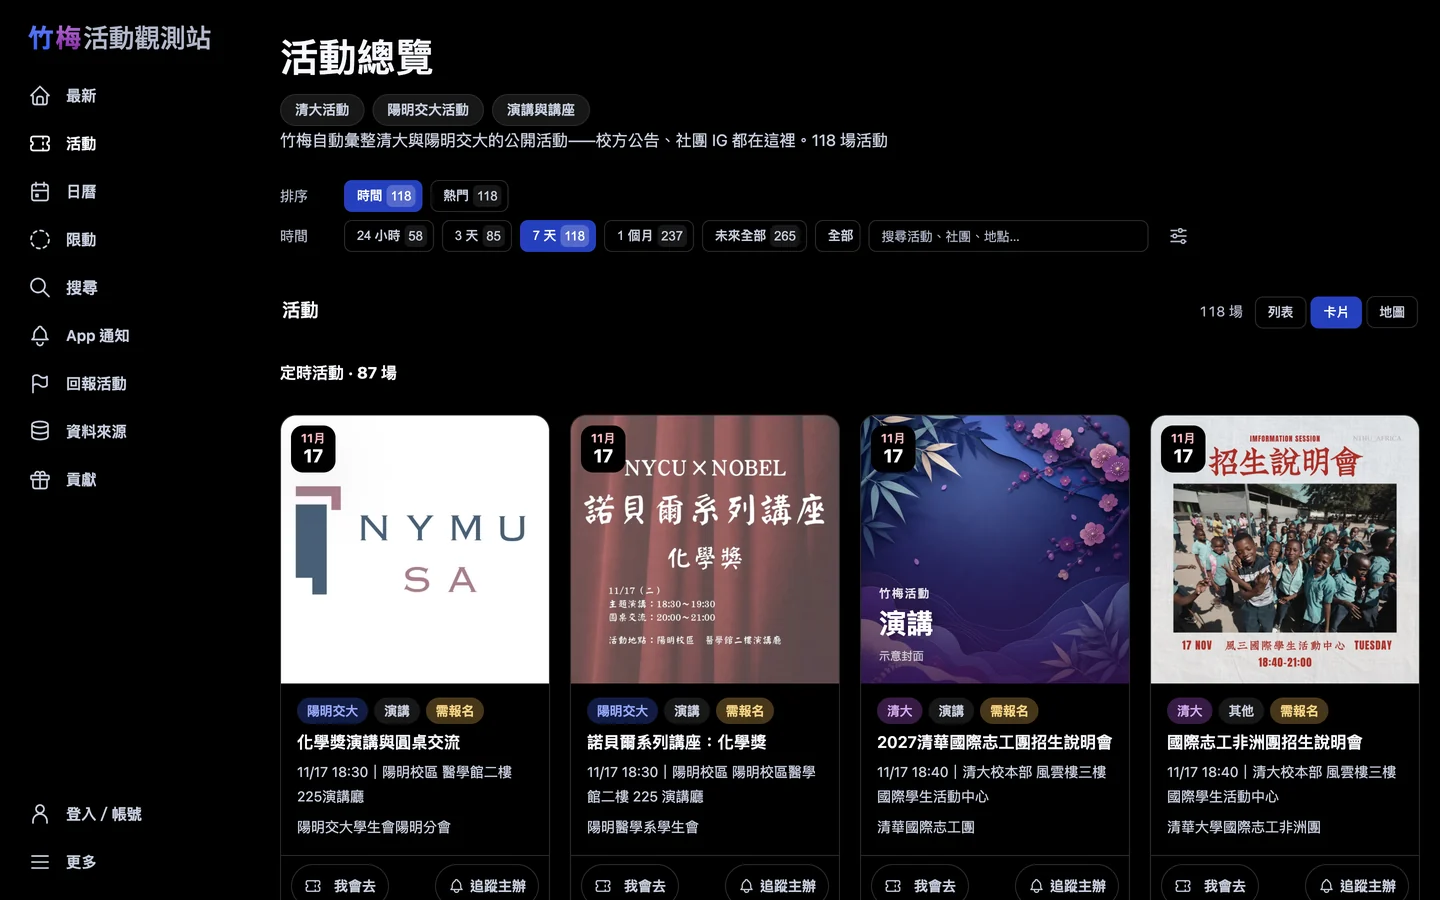 竹梅活動觀測站
最新
活動
日曆
限動
搜尋
App 通知
回報活動
資料來源
貢獻
登入 / 帳號
更多
活動總覽
清大活動
陽明交大活動
演講與講座
竹梅自動彙整清大與陽明交大的公開活動——校方公告、社團 IG 都在這裡。118 場活動
排序
時間 118
熱門 118
時間
24 小時 58
3 天 85
7 天 118
1 個月 237
未來全部 265
全部
搜尋活動、社團、地點...
活動
118 場
列表
卡片
地圖
定時活動 · 87 場
11月
17
NYMU
SA
陽明交大
演講
需報名
化學獎演講與圓桌交流
11/17 18:30 | 陽明校區 醫學館二樓
225演講廳
陽明交大學生會陽明分會
我會去
追蹤主辦
11月
17
NYCU×NOBEL
諾貝爾系列講座
化學獎
11/17 (二)
主題演講：18:30~19:30
圓桌交流：20:00~21:00
活動地點：陽明校區 醫學館二樓演講廳
陽明交大
演講
需報名
諾貝爾系列講座：化學獎
11/17 18:30 | 陽明校區 陽明校區醫學
館二樓 225 演講廳
陽明醫學系學生會
我會去
追蹤主辦
11月
17
竹梅活動
演講
示意封面
清大
演講
需報名
2027清華國際志工團招生說明會
11/17 18:40 | 清大校本部 風雲樓三樓
國際學生活動中心
清華國際志工團
我會去
追蹤主辦
11月
17
IMFORMATION SESSION
NTHU_AFRICA
招生說明會
17 NOV 風三國際學生活動中心 TUESDAY
18:40-21:00
清大
其他
需報名
國際志工非洲團招生說明會
11/17 18:40 | 清大校本部 風雲樓三樓
國際學生活動中心
清華大學國際志工非洲團
我會去
追蹤主辦